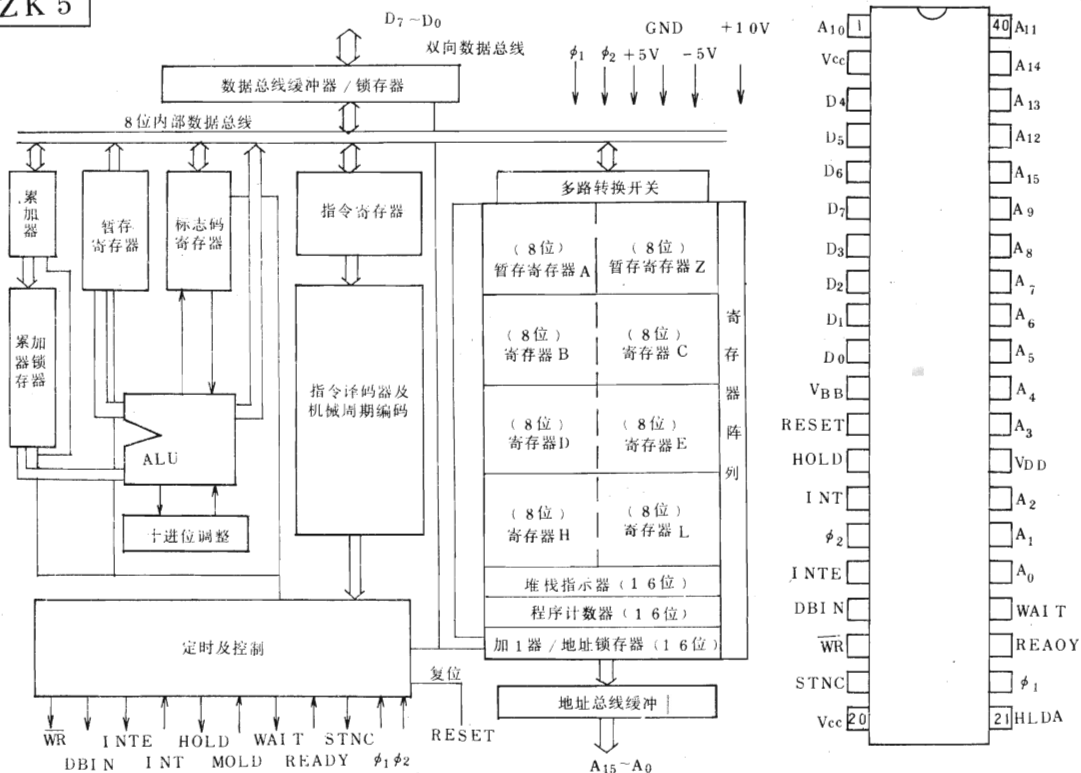 ZK5
D7~D0
双向数据总线
GND
+10V
ϕ1
ϕ2
+5V
-5V
数据总线缓冲器/锁存器
8位内部数据总线
累加器
暂存
寄存器
标志码
寄存器
指令寄存器
多路转换开关
(8位)
暂存寄存器A
(8位)
暂存寄存器Z
(8位)
寄存器B
(8位)
寄存器C
(8位)
寄存器D
(8位)
寄存器E
(8位)
寄存器H
(8位)
寄存器L
寄存器阵列
堆栈指示器(16位)
程序计数器(16位)
加1器/地址锁存器(16位)
地址总线缓冲
A15~A0
累加
器锁
存器
ALU
十进位调整
指令译码器及
机械周期编码
定时及控制
复位
RESET
WR
DBIN
INTE
INT
HOLD
MOLD
WAIT
READY
STNC
ϕ1
ϕ2
A10
1
40
A11
Vcc
A14
D4
A13
D5
A12
D6
A15
D7
A9
D3
A8
D2
A7
D1
A6
D0
A5
VBB
A4
RESET
A3
HOLD
VDD
INT
A2
ϕ2
A1
INTE
A0
DBIN
WAIT
WR
REAOY
STNC
ϕ1
Vcc
20
21
HLDA